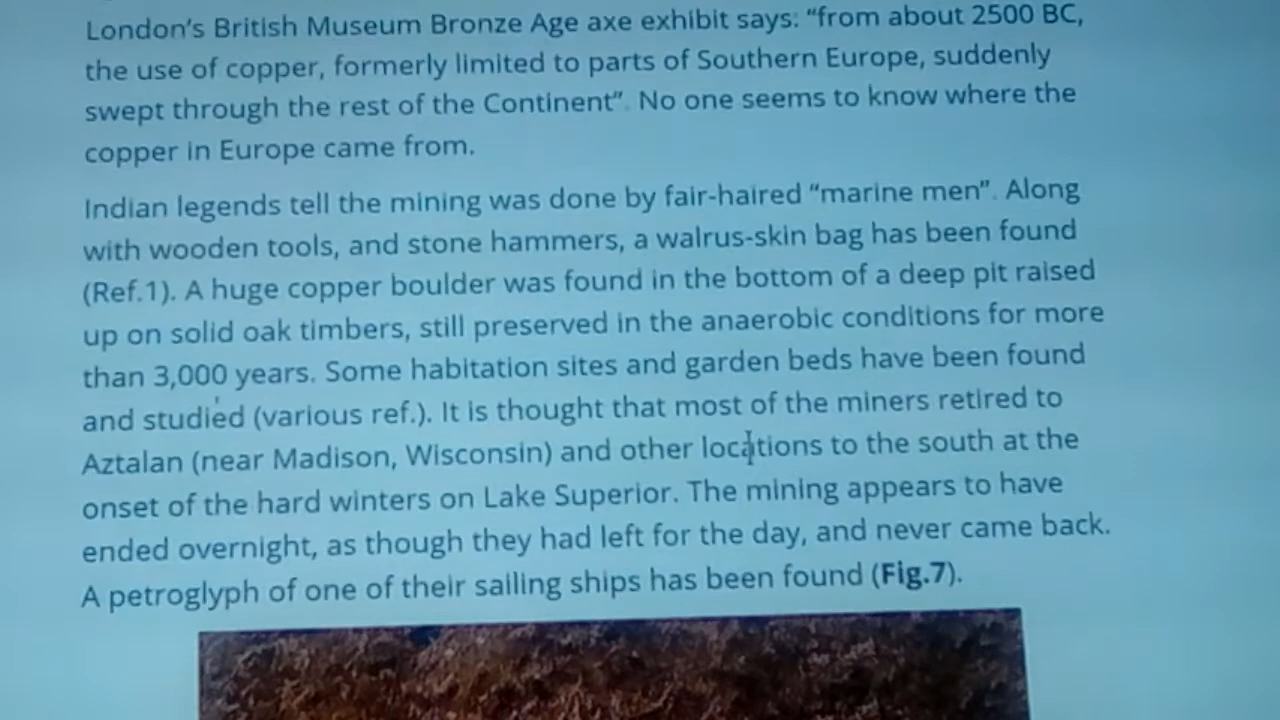 London's British Museum Bronze Age axe exhibit says: "from about 2500 BC,
the use of copper, formerly limited to parts of Southern Europe, suddenly
swept through the rest of the Continent". No one seems to know where the
copper in Europe came from.
Indian legends tell the mining was done by fair-haired "marine men". Along
with wooden tools, and stone hammers, a walrus-skin bag has been found
(Ref.1). A huge copper boulder was found in the bottom of a deep pit raised
up on solid oak timbers, still preserved in the anaerobic conditions for more
than 3,000 years. Some habitation sites and garden beds have been found
and studied (various ref.). It is thought that most of the miners retired to
Aztalan (near Madison, Wisconsin) and other locations to the south at the
onset of the hard winters on Lake Superior. The mining appears to have
ended overnight, as though they had left for the day, and never came back.
A petroglyph of one of their sailing ships has been found (Fig.7).